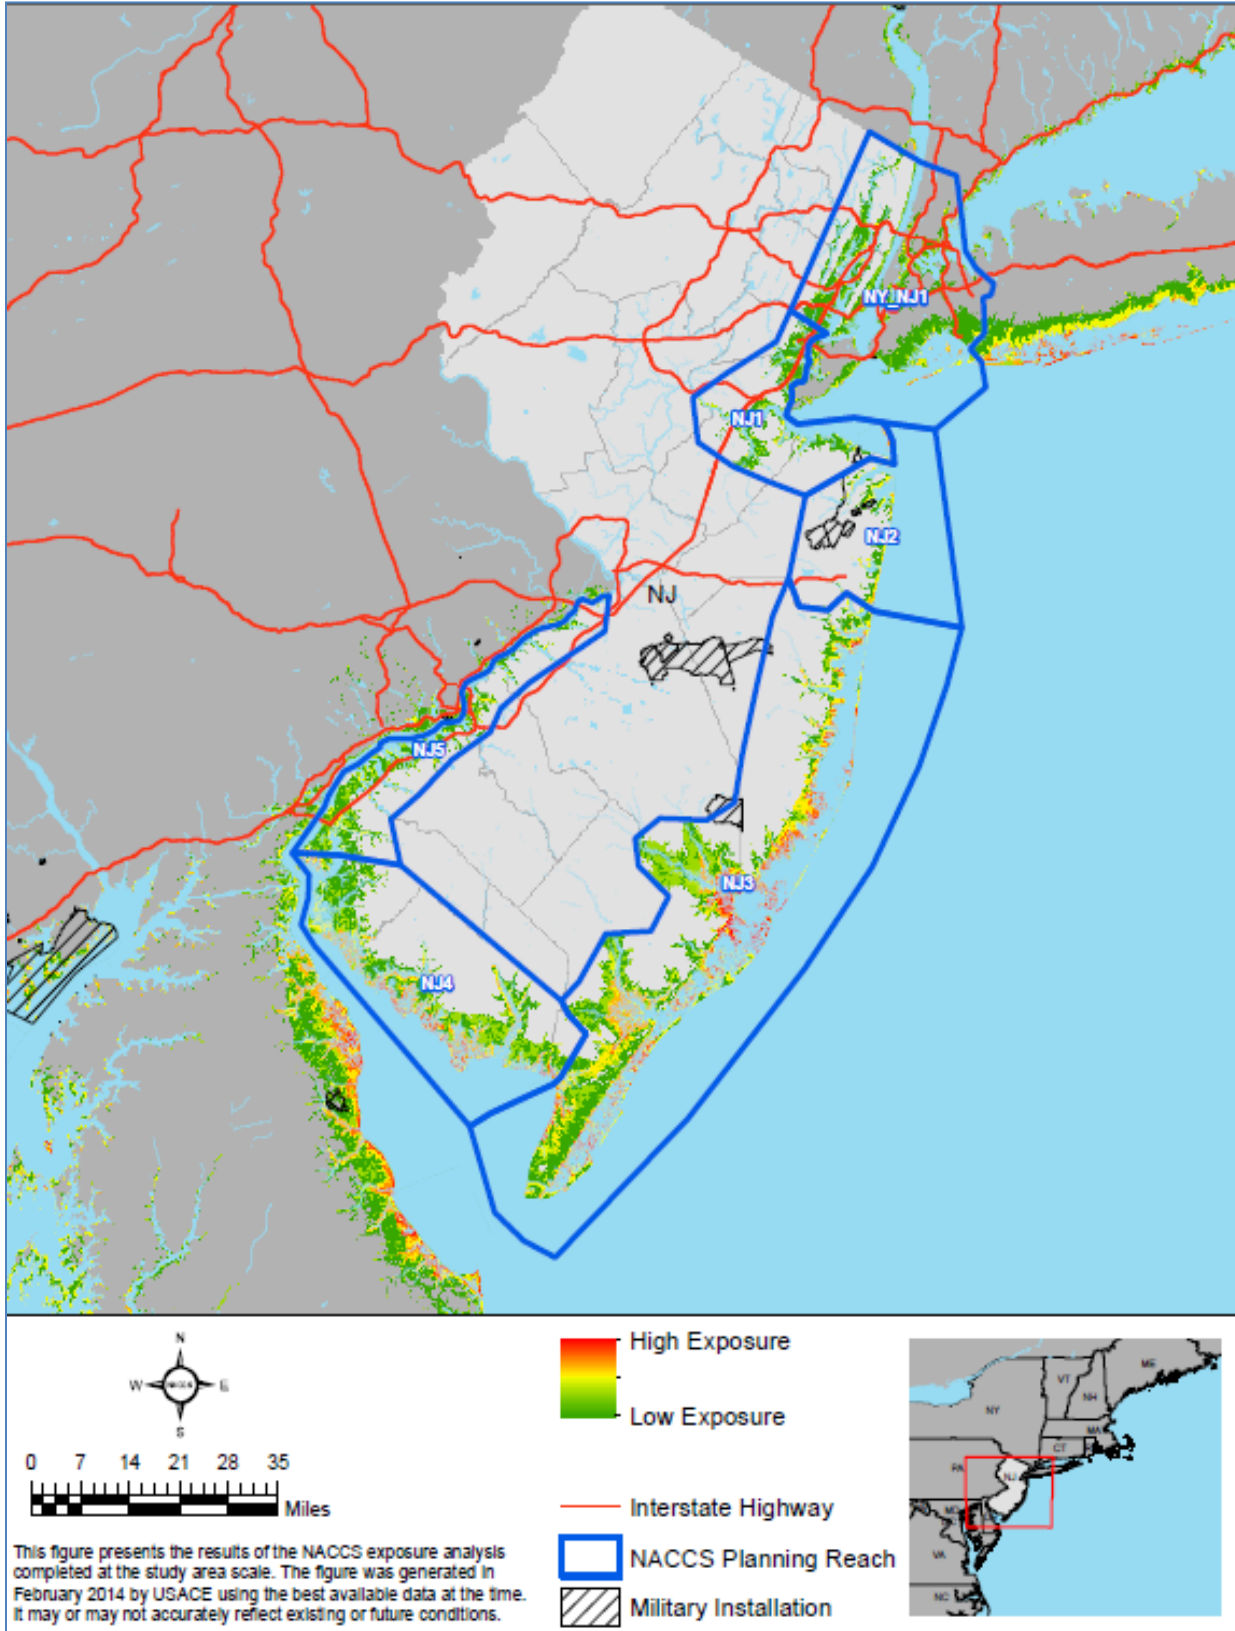 NY_NJ1
NJ1
NJ2
NJ
NJ5
NJ3
NJ4
N
W
NACCS
E
S
0 7 14 21 28 35
Miles
This figure presents the results of the NACCS exposure analysis
completed at the study area scale. The figure was generated in
February 2014 by USACE using the best available data at the time.
It may or may not accurately reflect existing or future conditions.
High Exposure
Low Exposure
Interstate Highway
NACCS Planning Reach
Military Installation
ME
VT
NH
NY
MA
CT
PA
NJ
MD
VA
NC